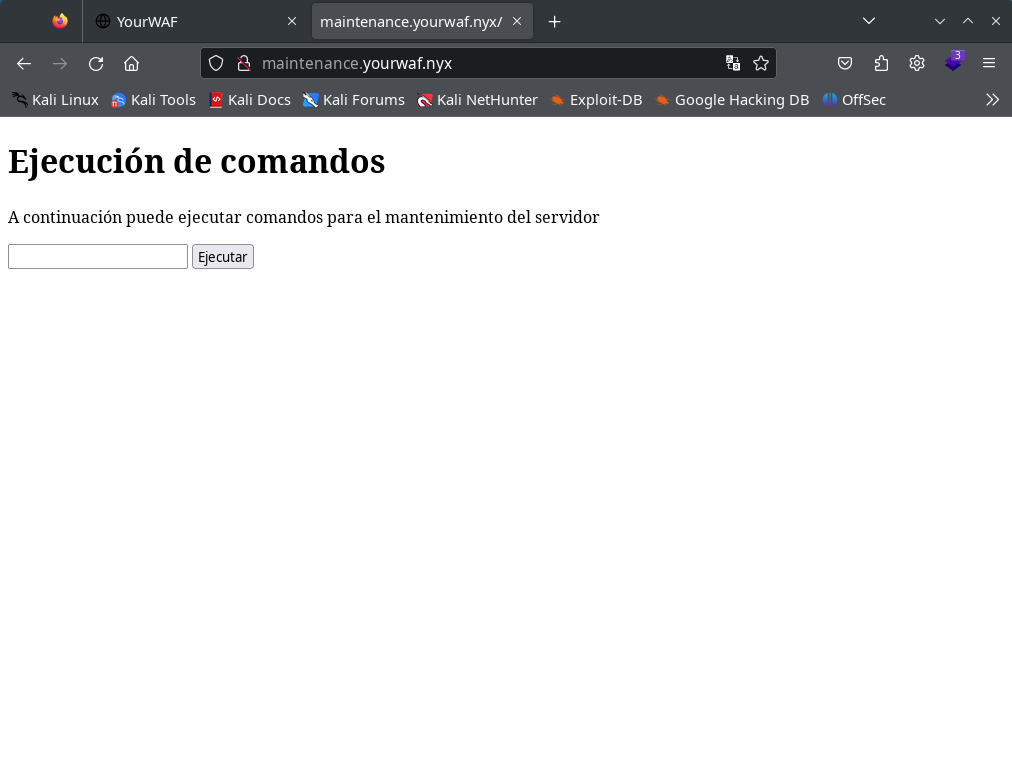 YourWAF
maintenance.yourwaf.nyx/
maintenance.yourwaf.nyx
3
Kali Linux Kali Tools Kali Docs Kali Forums Kali NetHunter Exploit-DB Google Hacking DB OffSec
Ejecución de comandos
A continuación puede ejecutar comandos para el mantenimiento del servidor
Ejecutar